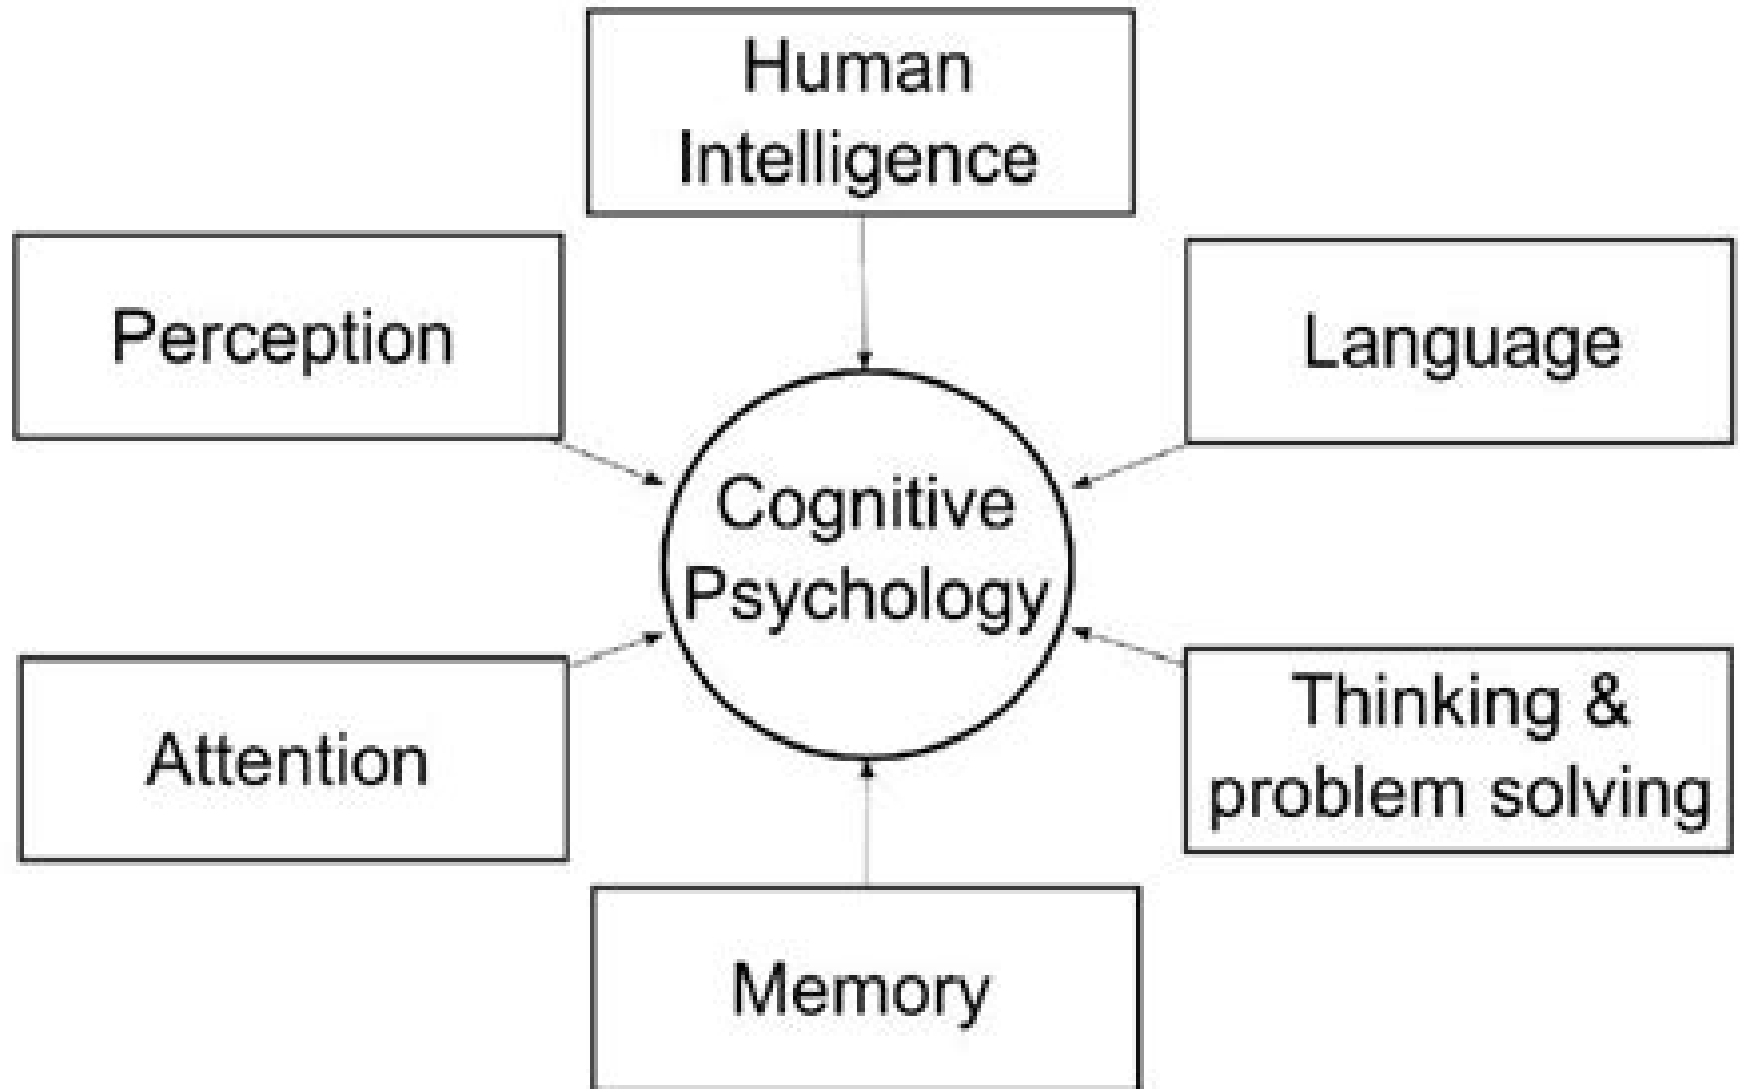 Human
Intelligence
Perception
Language
Cognitive
Psychology
Attention
Thinking &
problem solving
Memory